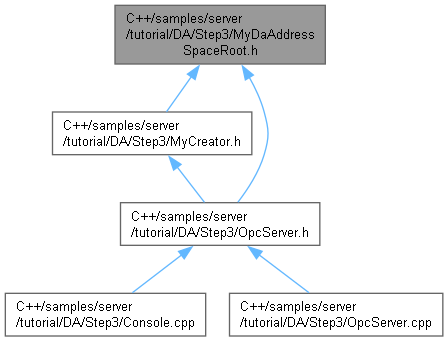 C++/samples/server
/tutorial/DA/Step3/MyDaAddress
SpaceRoot.h
C++/samples/server
/tutorial/DA/Step3/MyCreator.h
C++/samples/server
/tutorial/DA/Step3/OpcServer.h
C++/samples/server
/tutorial/DA/Step3/Console.cpp
C++/samples/server
/tutorial/DA/Step3/OpcServer.cpp